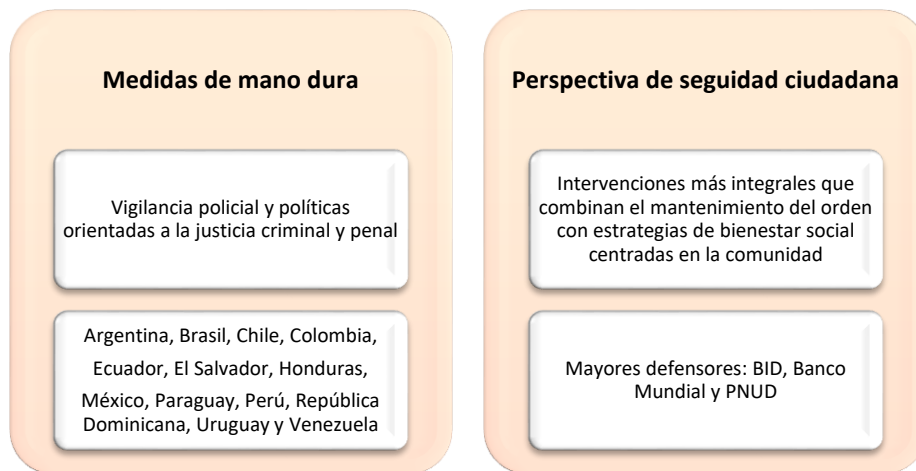 Medidas de mano dura
Vigilancia policial y políticas
orientadas a la justicia criminal y penal
Argentina, Brasil, Chile, Colombia,
Ecuador, El Salvador, Honduras,
México, Paraguay, Perú, República
Dominicana, Uruguay y Venezuela
Perspectiva de seguidad ciudadana
Intervenciones más integrales que
combinan el mantenimiento del orden
con estrategias de bienestar social
centradas en la comunidad
Mayores defensores: BID, Banco
Mundial y PNUD